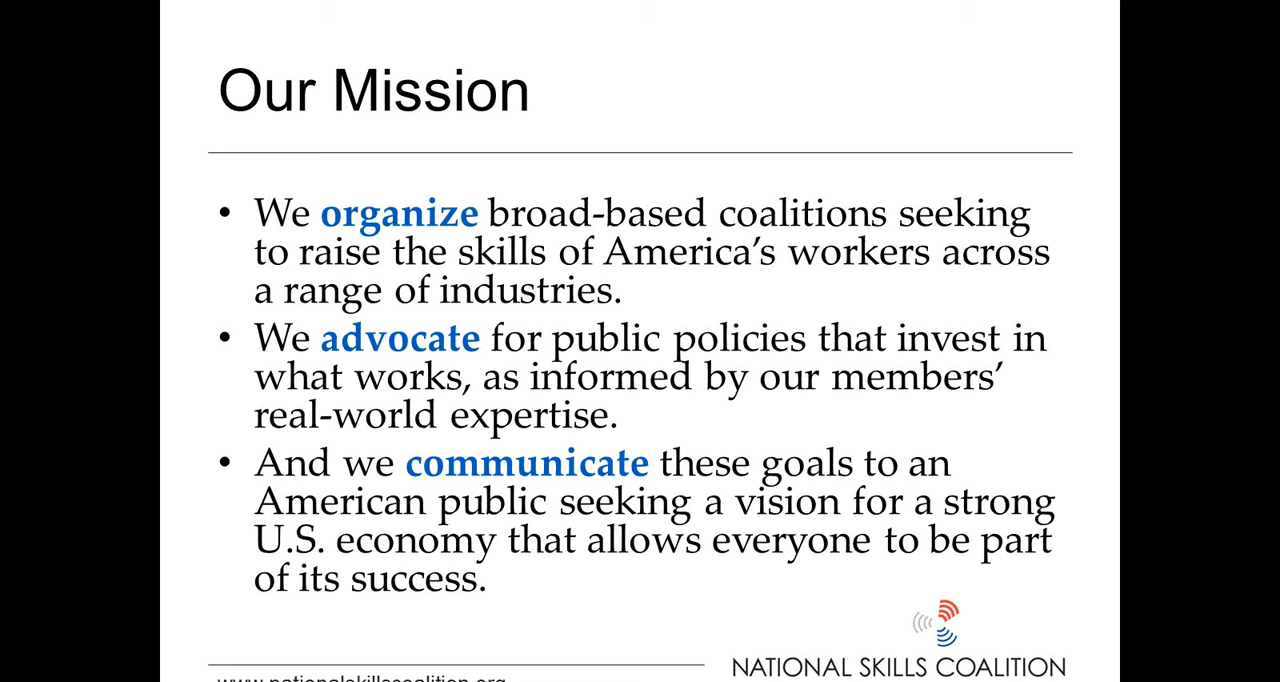 Our Mission
• We organize broad-based coalitions seeking
to raise the skills of America’s workers across
a range of industries.
• We advocate for public policies that invest in
what works, as informed by our members’
real-world expertise.
• And we communicate these goals to an
American public seeking a vision for a strong
U.S. economy that allows everyone to be part
of its success.
NATIONAL SKILLS COALITION
www.nationalskillscoalition.org